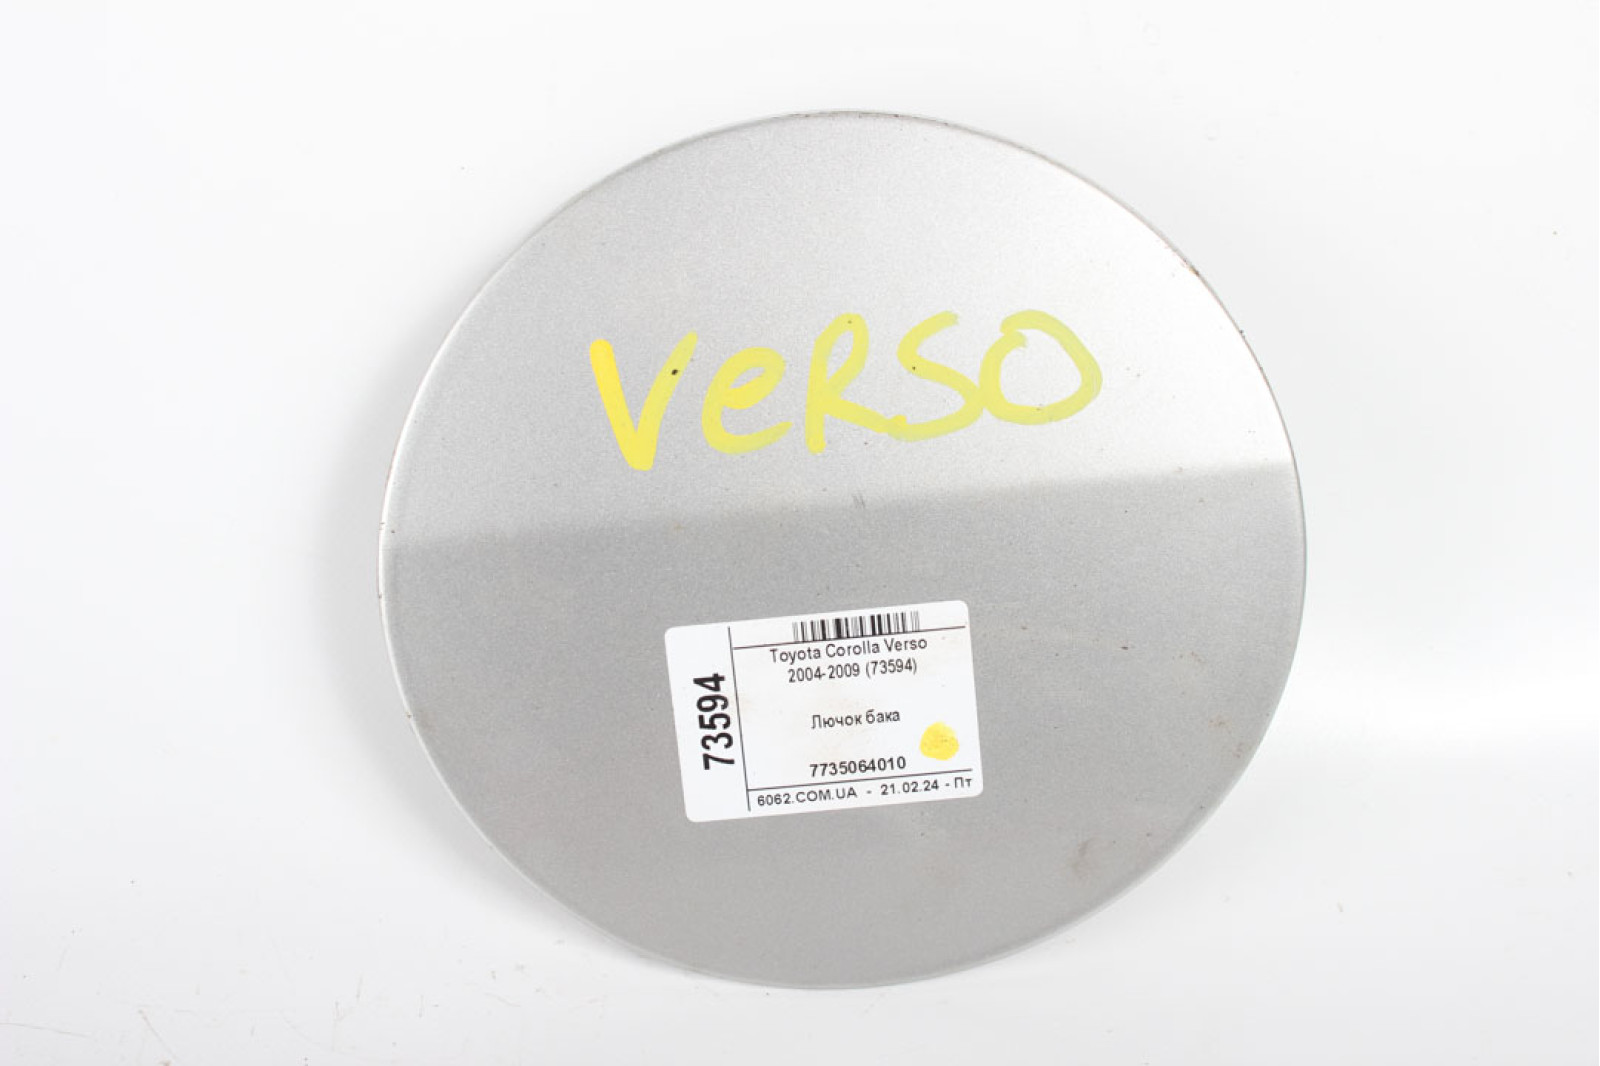 VeRSO
73594
Toyota Corolla Verso
2004-2009 (73594)
Лючок бака
7735064010
6062.COM.UA - 21.02.24 - Пт